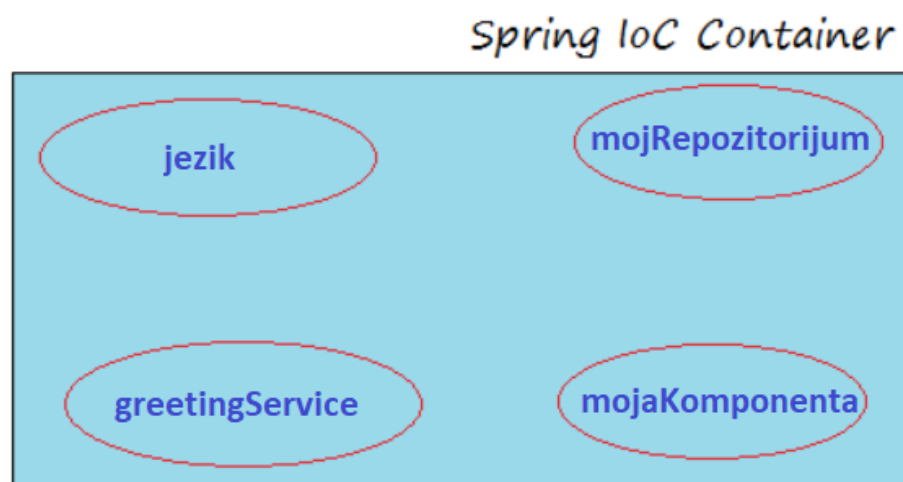 Spring IoC Container
jezik
mojRepozitorijum
greetingService
mojaKomponenta